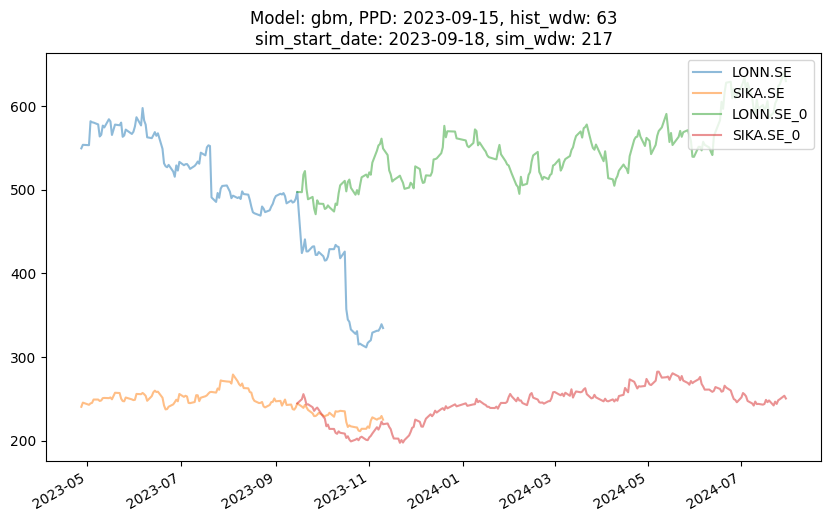 Model: gbm, PPD: 2023-09-15, hist_wdw: 63
sim_start_date: 2023-09-18, sim_wdw: 217
LONN.SE
SIKA.SE
LONN.SE_0
SIKA.SE_0
600
500
400
300
200
2023-05
2023-07
2023-09
2023-11
2024-01
2024-03
2024-05
2024-07